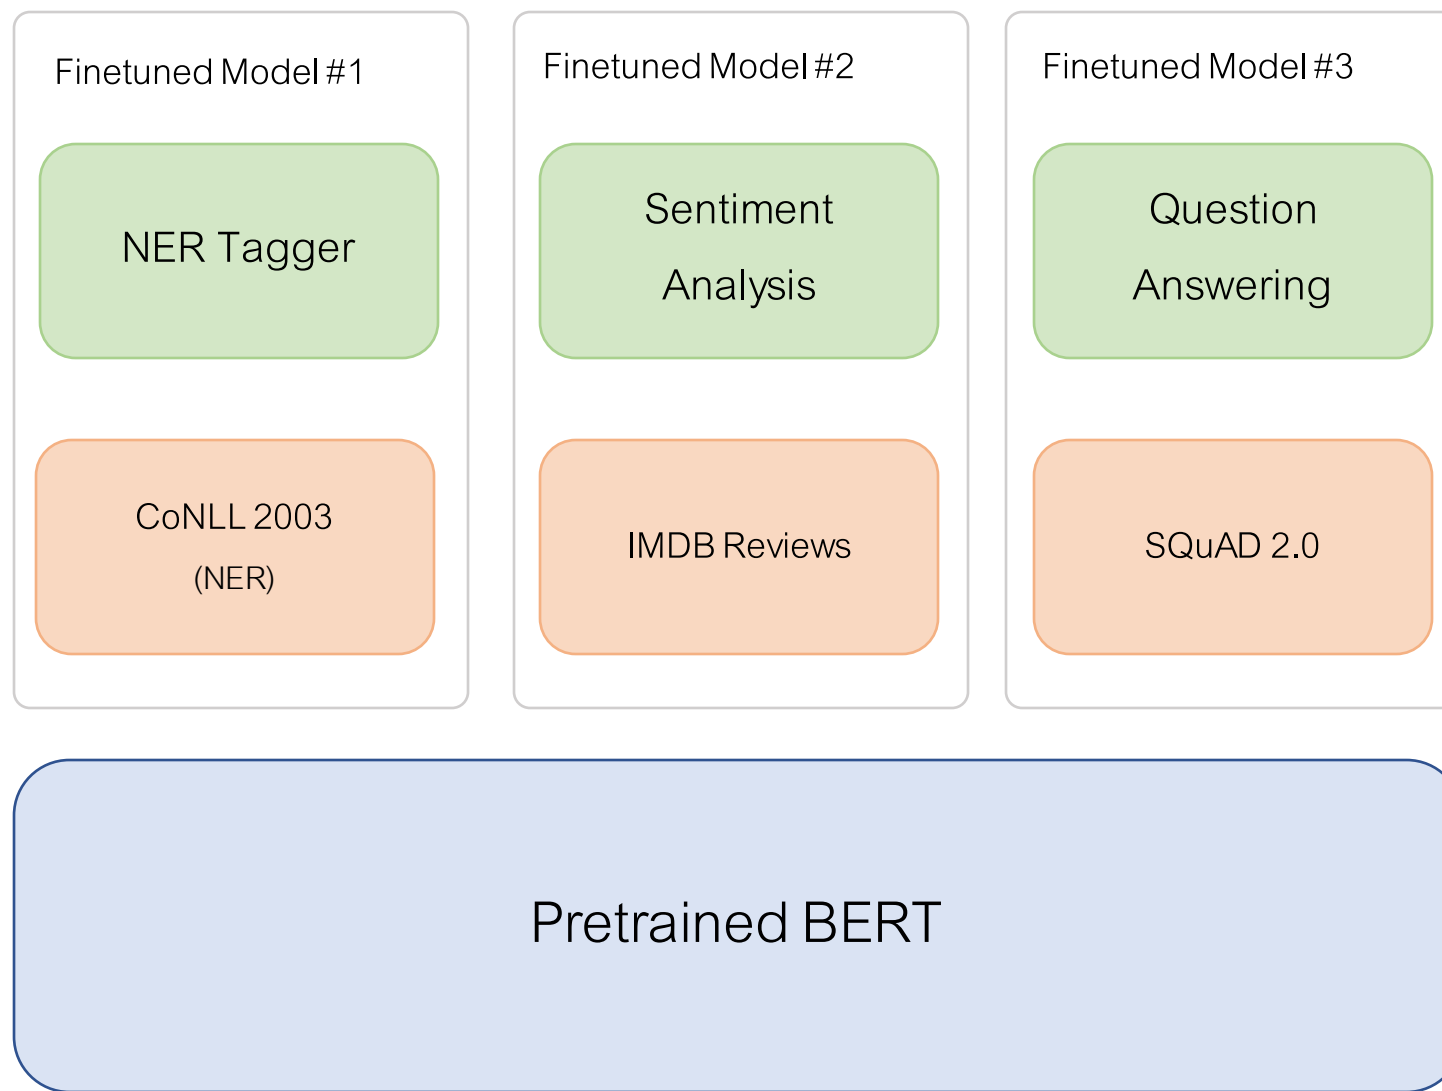 Finetuned Model #1
NER Tagger
CoNLL 2003
(NER)
Finetuned Model #2
Sentiment
Analysis
IMDB Reviews
Finetuned Model #3
Question
Answering
SQuAD 2.0
Pretrained BERT